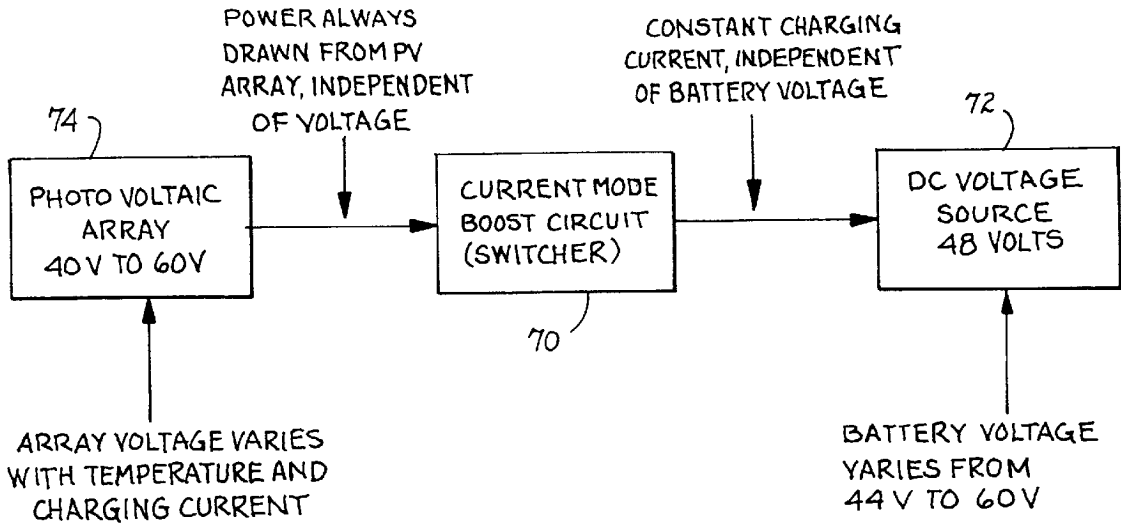 POWER ALWAYS
DRAWN FROM PV
ARRAY, INDEPENDENT
OF VOLTAGE
CONSTANT CHARGING
CURRENT, INDEPENDENT
OF BATTERY VOLTAGE
74
72
PHOTO VOLTAIC
ARRAY
40V TO 60V
CURRENT MODE
BOOST CIRCUIT
(SWITCHER)
DC VOLTAGE
SOURCE
48 VOLTS
70
ARRAY VOLTAGE VARIES
WITH TEMPERATURE AND
CHARGING CURRENT
BATTERY VOLTAGE
VARIES FROM
44V TO 60V